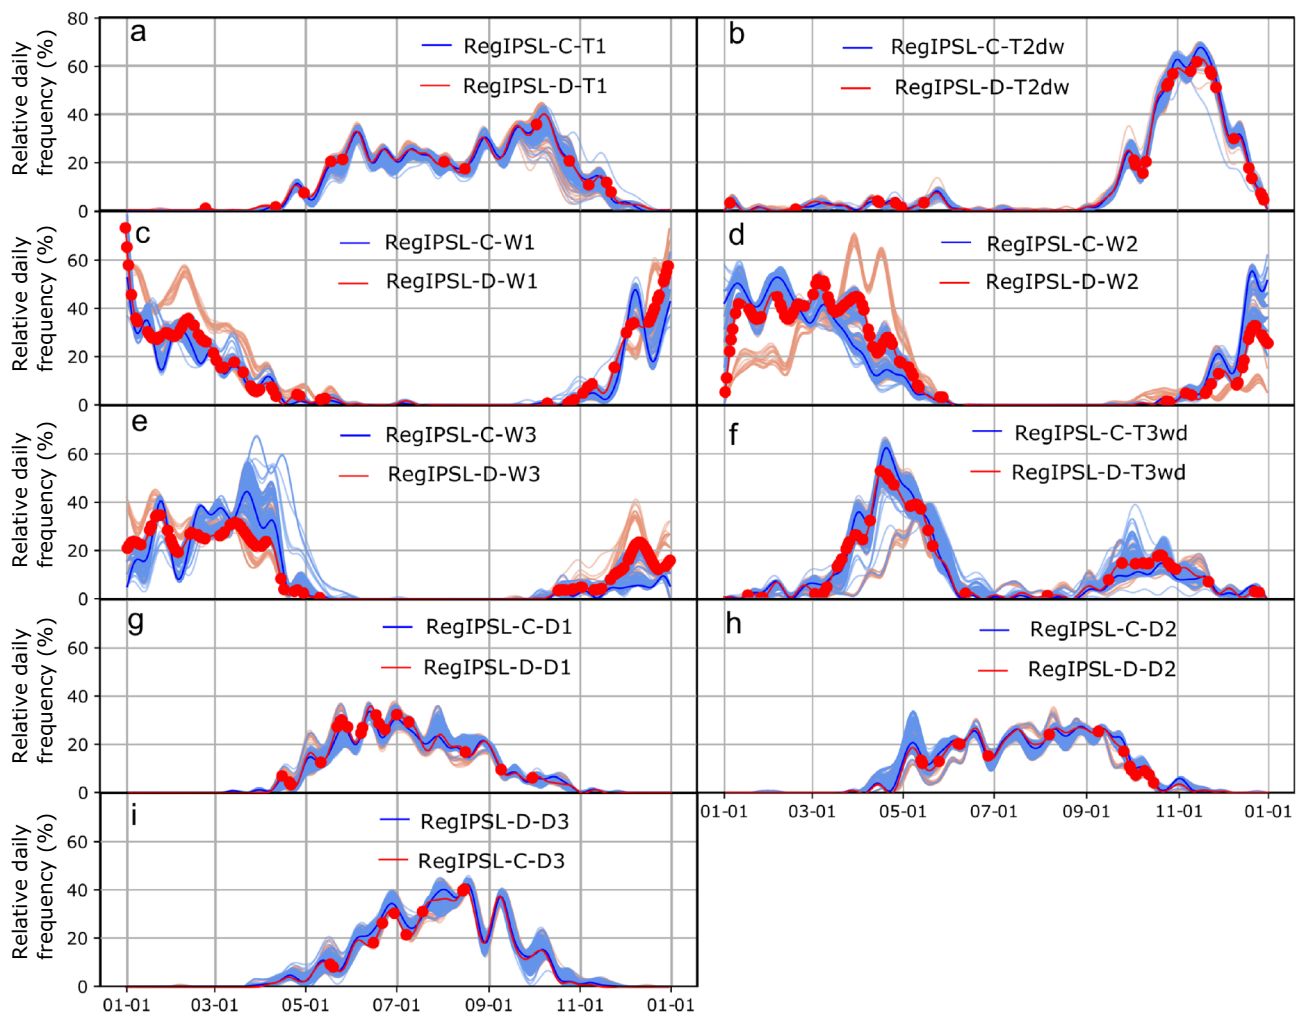 a
RegIPSL-C-T1
RegIPSL-D-T1
Relative daily
frequency (%)
80
60
40
20
0
b
RegIPSL-C-T2dw
RegIPSL-D-T2dw
c
RegIPSL-C-W1
RegIPSL-D-W1
Relative daily
frequency (%)
60
40
20
0
d
RegIPSL-C-W2
RegIPSL-D-W2
e
RegIPSL-C-W3
RegIPSL-D-W3
Relative daily
frequency (%)
60
40
20
0
f
RegIPSL-C-T3wd
RegIPSL-D-T3wd
g
RegIPSL-C-D1
RegIPSL-D-D1
Relative daily
frequency (%)
60
40
20
0
h
RegIPSL-C-D2
RegIPSL-D-D2
01-01 03-01 05-01 07-01 09-01 11-01 01-01
i
RegIPSL-D-D3
RegIPSL-C-D3
Relative daily
frequency (%)
60
40
20
0
01-01 03-01 05-01 07-01 09-01 11-01 01-01